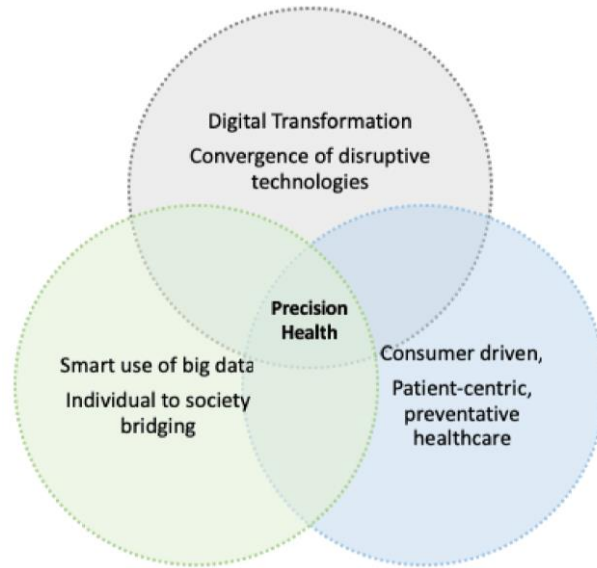 Digital Transformation
Convergence of disruptive
technologies
Precision
Health
Smart use of big data
Individual to society
bridging
Consumer driven,
Patient-centric,
preventative
healthcare